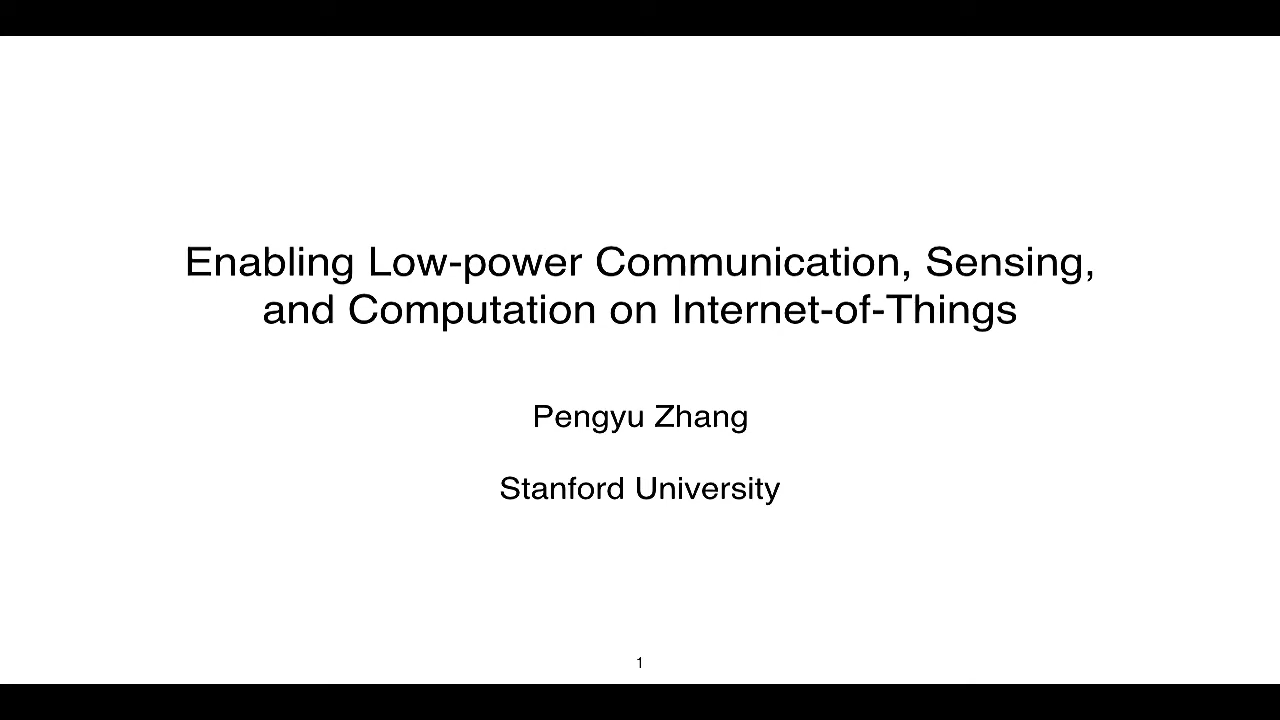 Enabling Low-power Communication, Sensing,
and Computation on Internet-of-Things
Pengyu Zhang
Stanford University
1